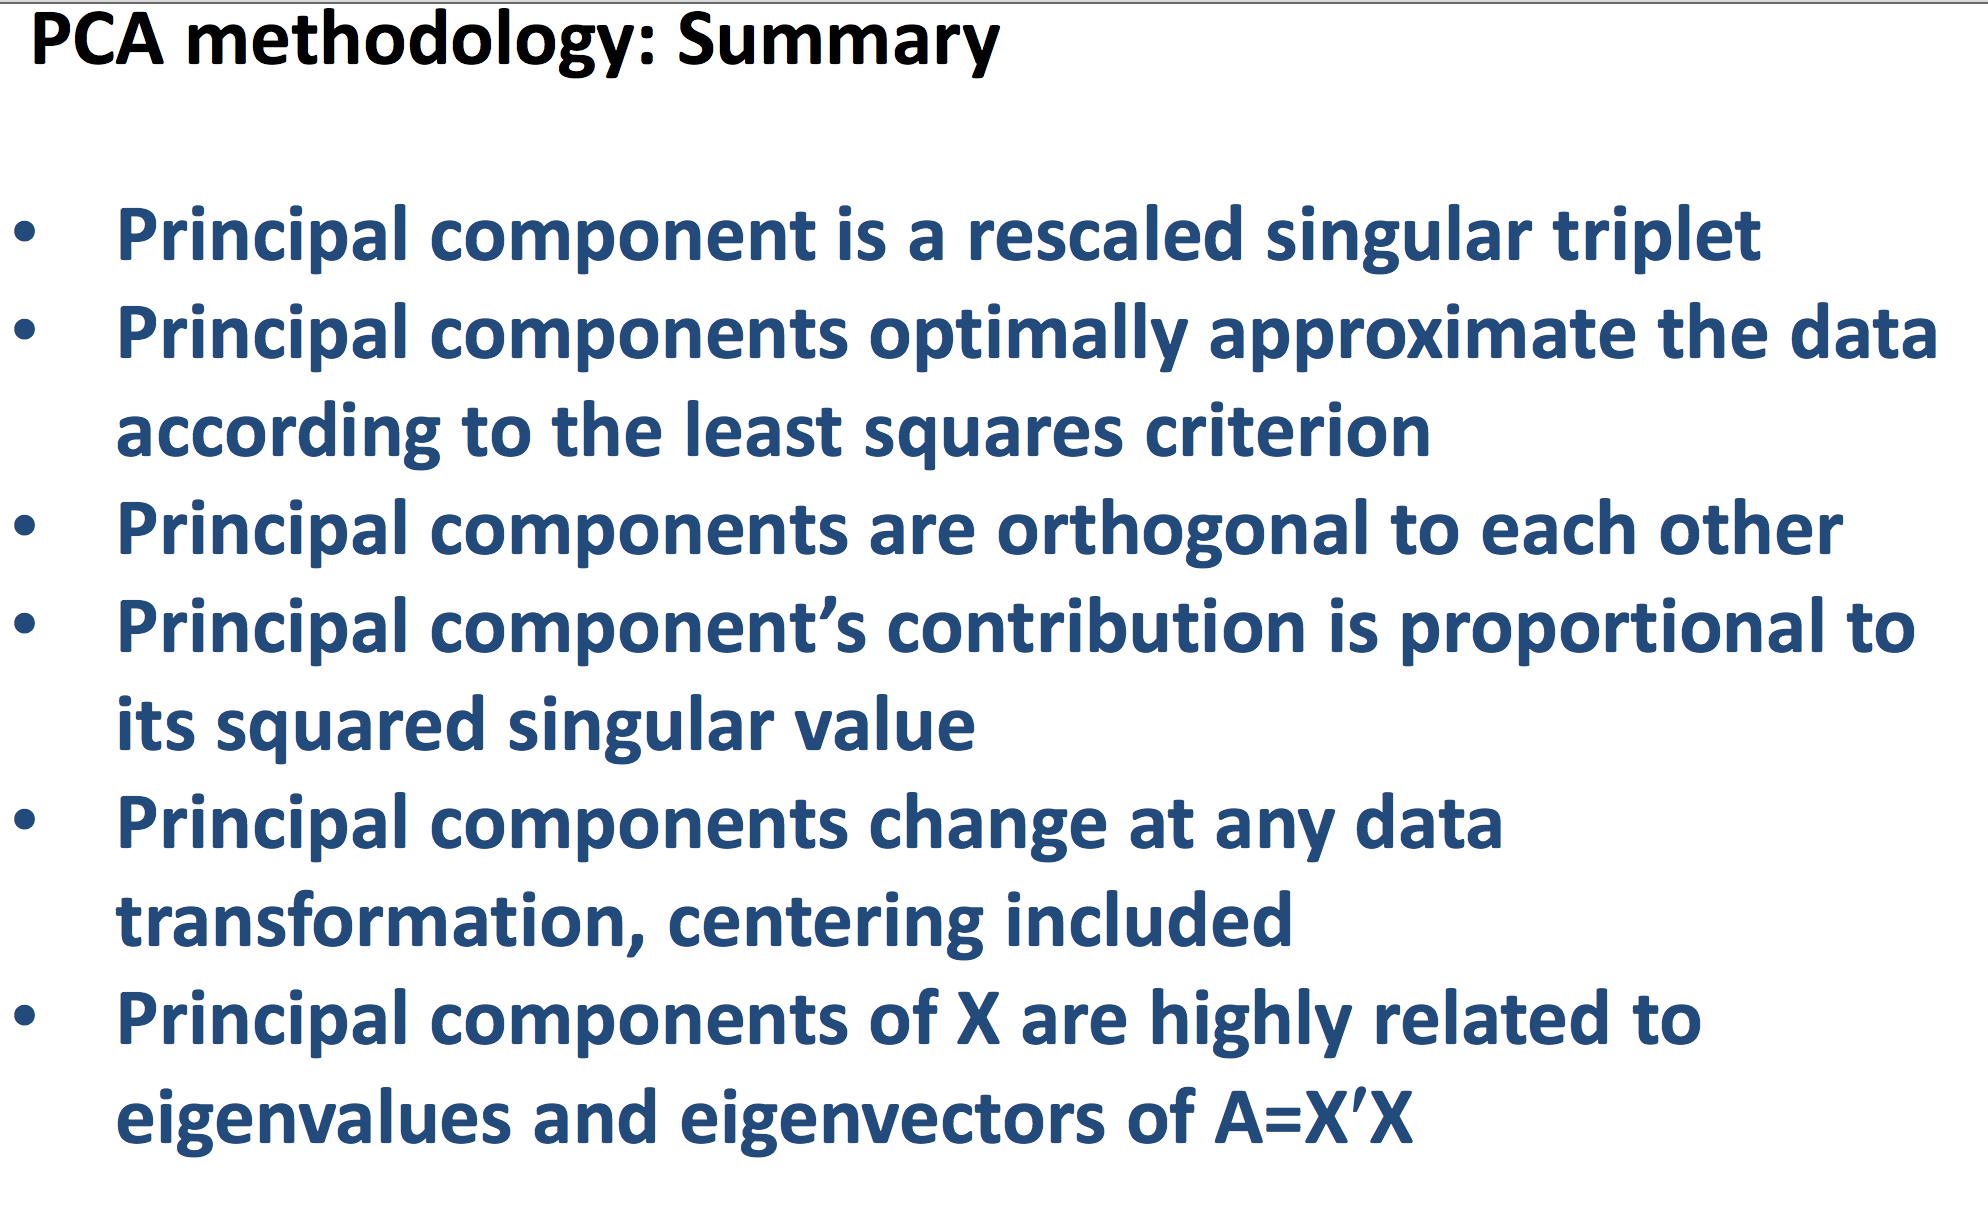 PCA methodology: Summary
• Principal component is a rescaled singular triplet
• Principal components optimally approximate the data
according to the least squares criterion
• Principal components are orthogonal to each other
• Principal component’s contribution is proportional to
its squared singular value
• Principal components change at any data
transformation, centering included
• Principal components of X are highly related to
eigenvalues and eigenvectors of A=X′X